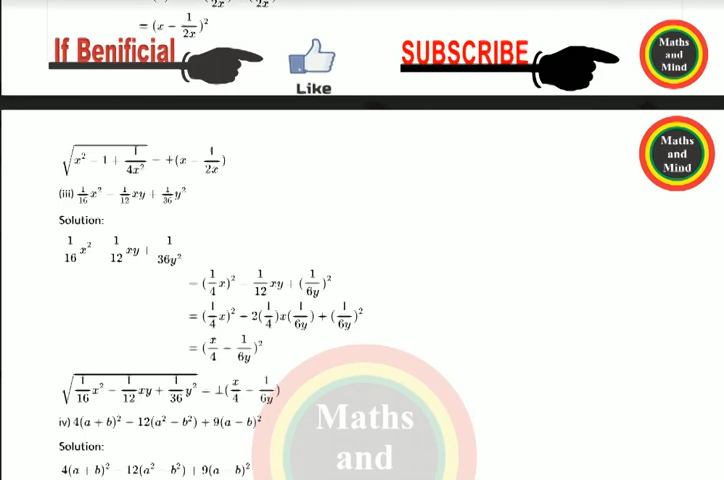 = (x − 1/2x)²
If Benificial
Like
SUBSCRIBE
Maths
and
Mind
√(x² − 1 + 1/4x²) = ±(x − 1/2x)
Maths
and
Mind
(iii) 1/16 x² − 1/12 xy + 1/36 y²
Solution:
1/16 x² − 1/12 xy + 1/36y²
= (1/4 x)² − 1/12 xy + (1/6y)²
= (1/4 x)² − 2(1/4)x(1/6y) + (1/6y)²
= (x/4 − 1/6y)²
√(1/16 x² − 1/12 xy + 1/36 y²) = ±(x/4 − 1/6y)
iv) 4(a + b)² − 12(a² − b²) + 9(a − b)²
Solution:
4(a + b)² − 12(a² − b²) + 9(a − b)²
Maths
and